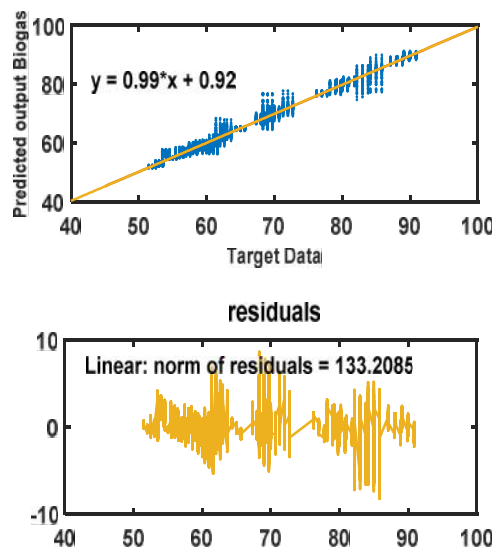 100
80
60
40
Predicted output Biogas
y = 0.99*x + 0.92
40 50 60 70 80 90 100
Target Data
residuals
10
0
-10
Linear: norm of residuals = 133.2085
40 50 60 70 80 90 100